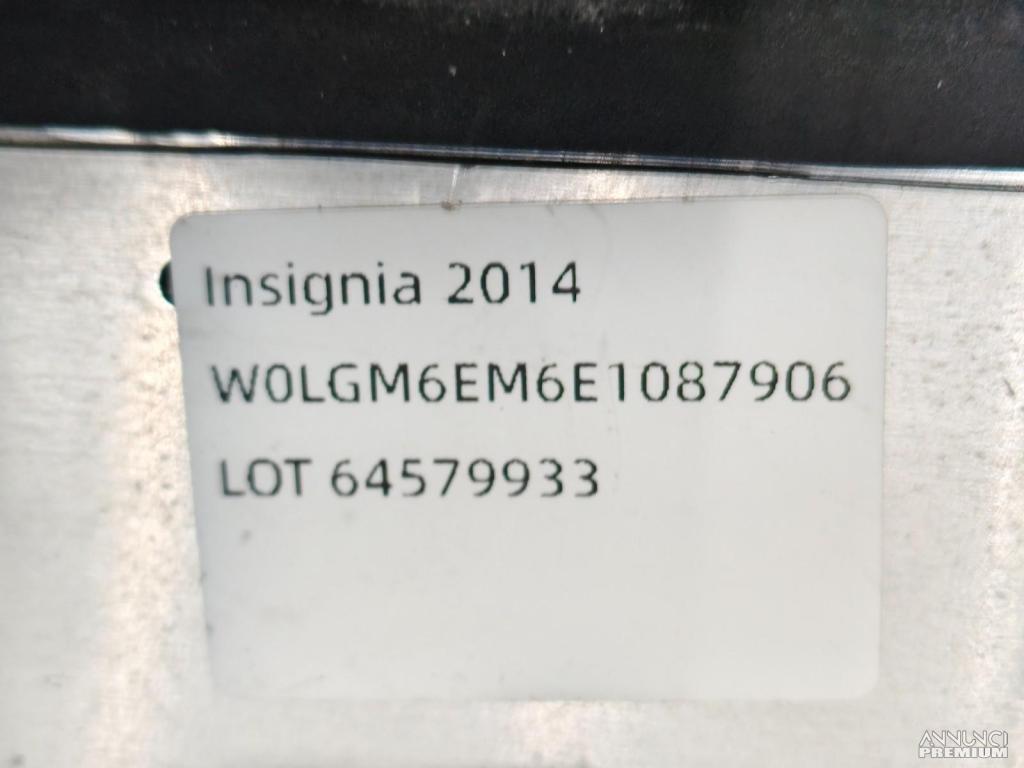 Insignia 2014
W0LGM6EM6E1087906
LOT 64579933
ANNUNCI
PREMIUM